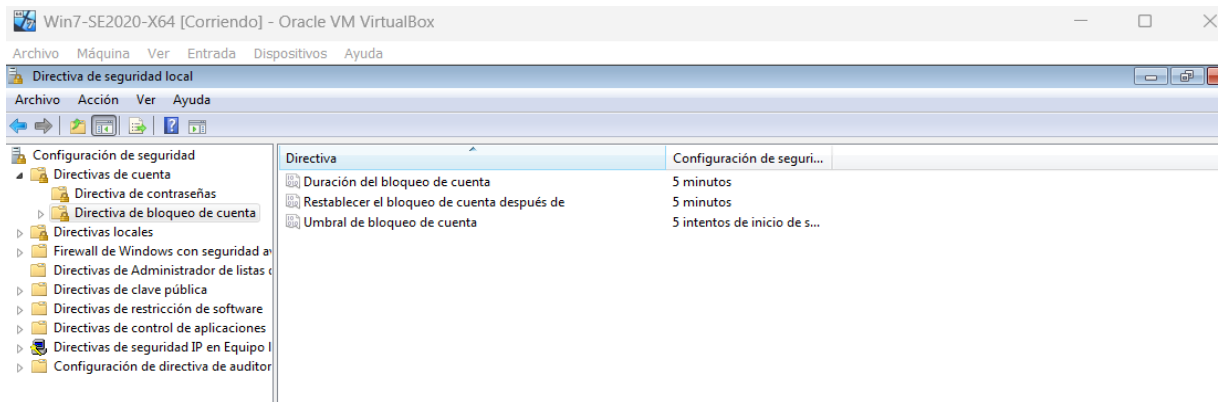 Win7-SE2020-X64 [Corriendo] - Oracle VM VirtualBox
Archivo Máquina Ver Entrada Dispositivos Ayuda
Directiva de seguridad local
Archivo Acción Ver Ayuda
Configuración de seguridad
Directivas de cuenta
Directiva de contraseñas
Directiva de bloqueo de cuenta
Directivas locales
Firewall de Windows con seguridad av
Directivas de Administrador de listas c
Directivas de clave pública
Directivas de restricción de software
Directivas de control de aplicaciones
Directivas de seguridad IP en Equipo l
Configuración de directiva de auditor
Directiva Configuración de seguri...
Duración del bloqueo de cuenta 5 minutos
Restablecer el bloqueo de cuenta después de 5 minutos
Umbral de bloqueo de cuenta 5 intentos de inicio de s...